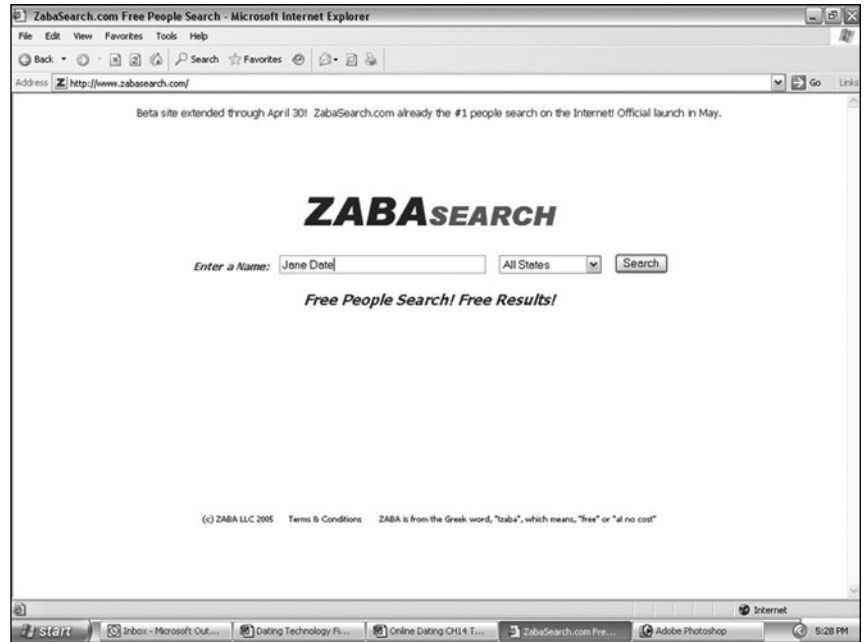 ZabaSearch.com Free People Search - Microsoft Internet Explorer
File Edit View Favorites Tools Help
Back Search Favorites
Address http://www.zabasearch.com/ Go Links
Beta site extended through April 30! ZabaSearch.com already the #1 people search on the Internet! Official launch in May.
ZABASEARCH
Enter a Name: Jane Date All States Search
Free People Search! Free Results!
(c) ZABA LLC 2005 Terms & Conditions ZABA is from the Greek word, "tzaba", which means, "free" or "at no cost"
Internet
start Inbox - Microsoft Out... Dating Technology Fi... Online Dating CH14 T... ZabaSearch.com Fre... Adobe Photoshop 5:28 PM